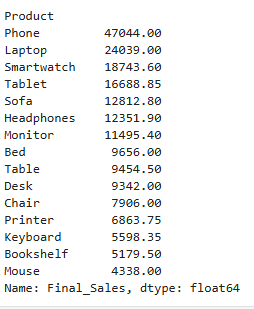 Product
Phone 47044.00
Laptop 24039.00
Smartwatch 18743.60
Tablet 16688.85
Sofa 12812.80
Headphones 12351.90
Monitor 11495.40
Bed 9656.00
Table 9454.50
Desk 9342.00
Chair 7906.00
Printer 6863.75
Keyboard 5598.35
Bookshelf 5179.50
Mouse 4338.00
Name: Final_Sales, dtype: float64